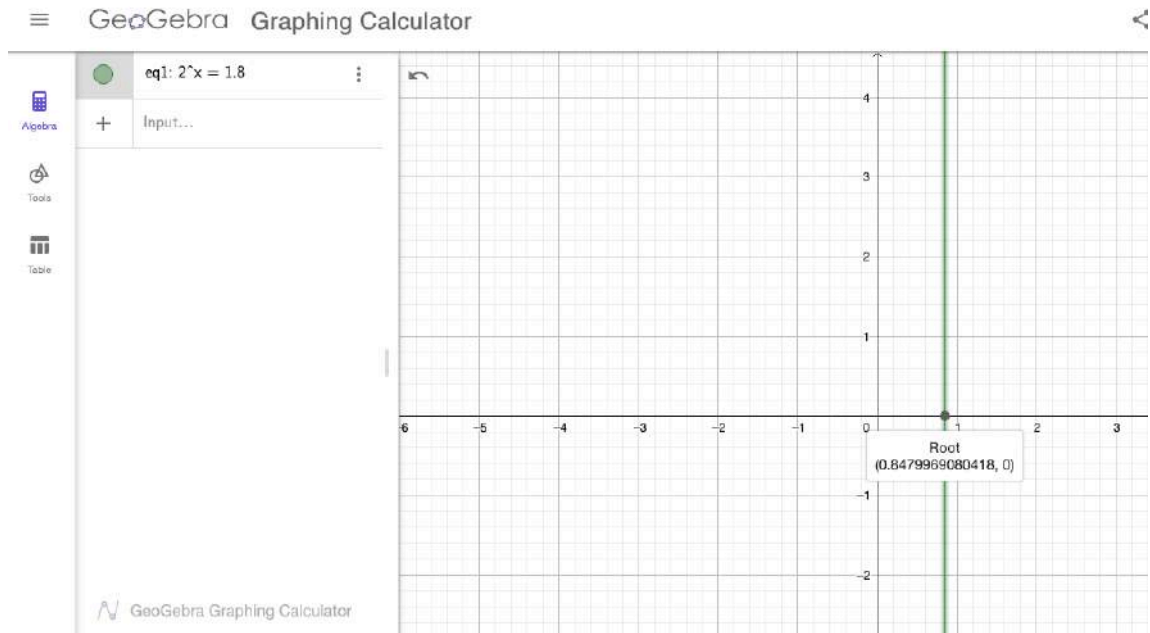 GeoGebra Graphing Calculator
eq1: 2^x = 1.8
Algebra
+ Input...
Tools
Table
4
3
2
1
-6 -5 -4 -3 -2 -1 0 1 2 3
Root
(0.8479969080418, 0)
-1
-2
GeoGebra Graphing Calculator